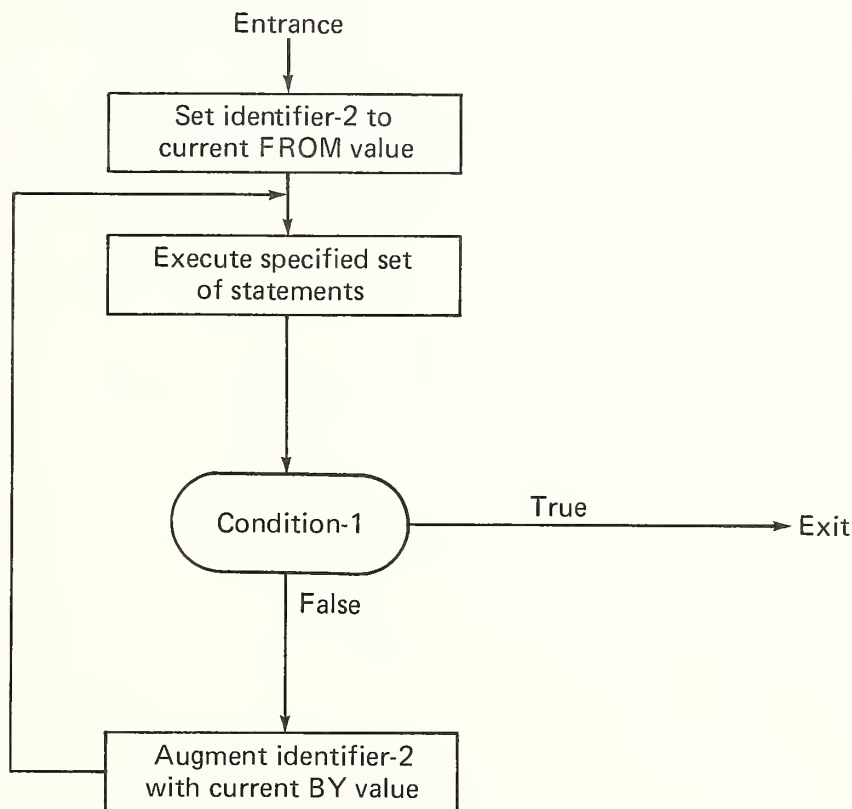 Entrance
Set identifier-2 to
current FROM value
Execute specified set
of statements
Condition-1
True
Exit
False
Augment identifier-2
with current BY value